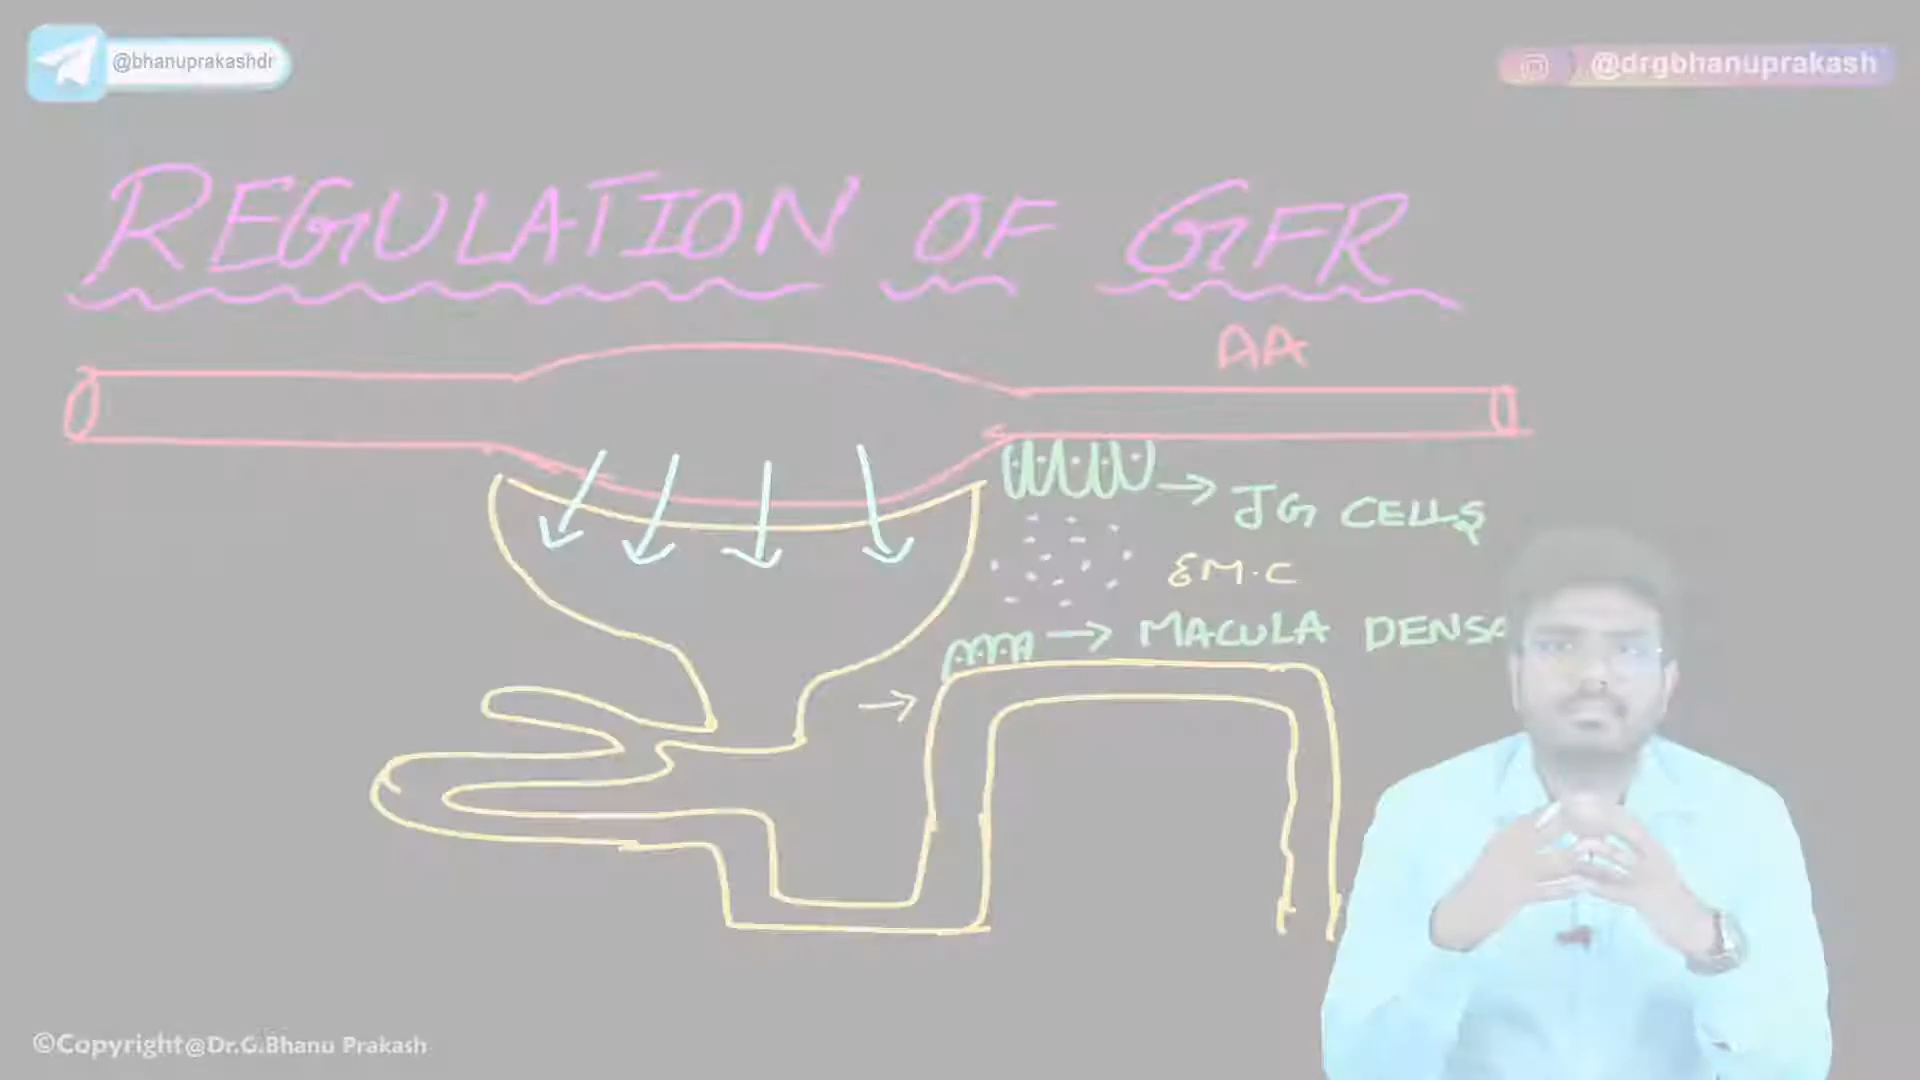 @bhanuprakashdr
@drgbhanuprakash
REGULATION OF GFR
AA
JG CELLS
EM.C
MACULA DENSA
©Copyright@Dr.G.Bhanu Prakash